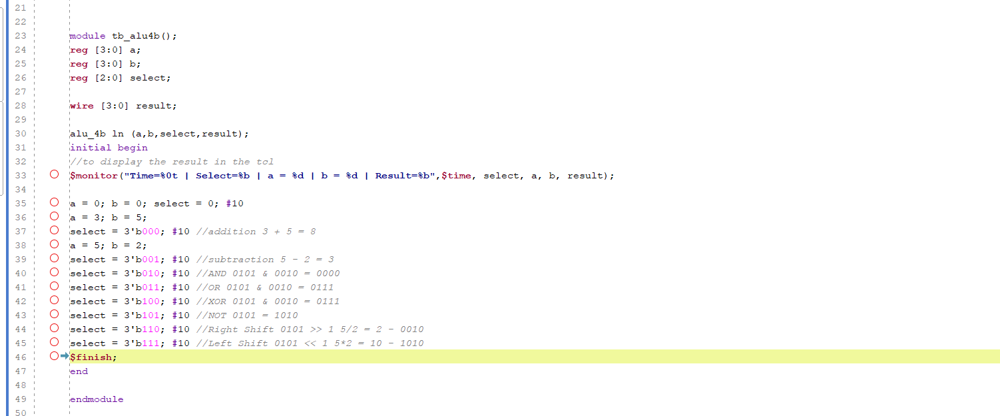 21
22
23 module tb_alu4b();
24 reg [3:0] a;
25 reg [3:0] b;
26 reg [2:0] select;
27
28 wire [3:0] result;
29
30 alu_4b ln (a,b,select,result);
31 initial begin
32 //to display the result in the tcl
33 $monitor("Time=%0t | Select=%b | a = %d | b = %d | Result=%b",$time, select, a, b, result);
34
35 a = 0; b = 0; select = 0; #10
36 a = 3; b = 5;
37 select = 3'b000; #10 //addition 3 + 5 = 8
38 a = 5; b = 2;
39 select = 3'b001; #10 //subtraction 5 - 2 = 3
40 select = 3'b010; #10 //AND 0101 & 0010 = 0000
41 select = 3'b011; #10 //OR 0101 & 0010 = 0111
42 select = 3'b100; #10 //XOR 0101 & 0010 = 0111
43 select = 3'b101; #10 //NOT 0101 = 1010
44 select = 3'b110; #10 //Right Shift 0101 >> 1 5/2 = 2 - 0010
45 select = 3'b111; #10 //Left Shift 0101 << 1 5*2 = 10 - 1010
46 $finish;
47 end
48
49 endmodule
50